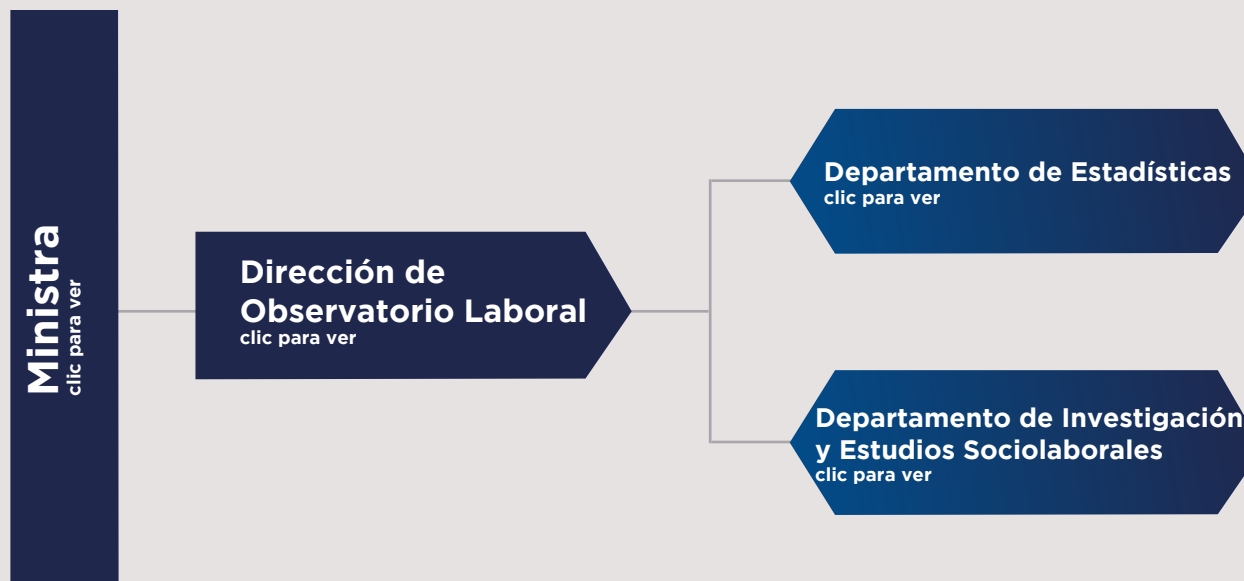 Ministra
clic para ver
Dirección de
Observatorio Laboral
clic para ver
Departamento de Estadísticas
clic para ver
Departamento de Investigación
y Estudios Sociolaborales
clic para ver